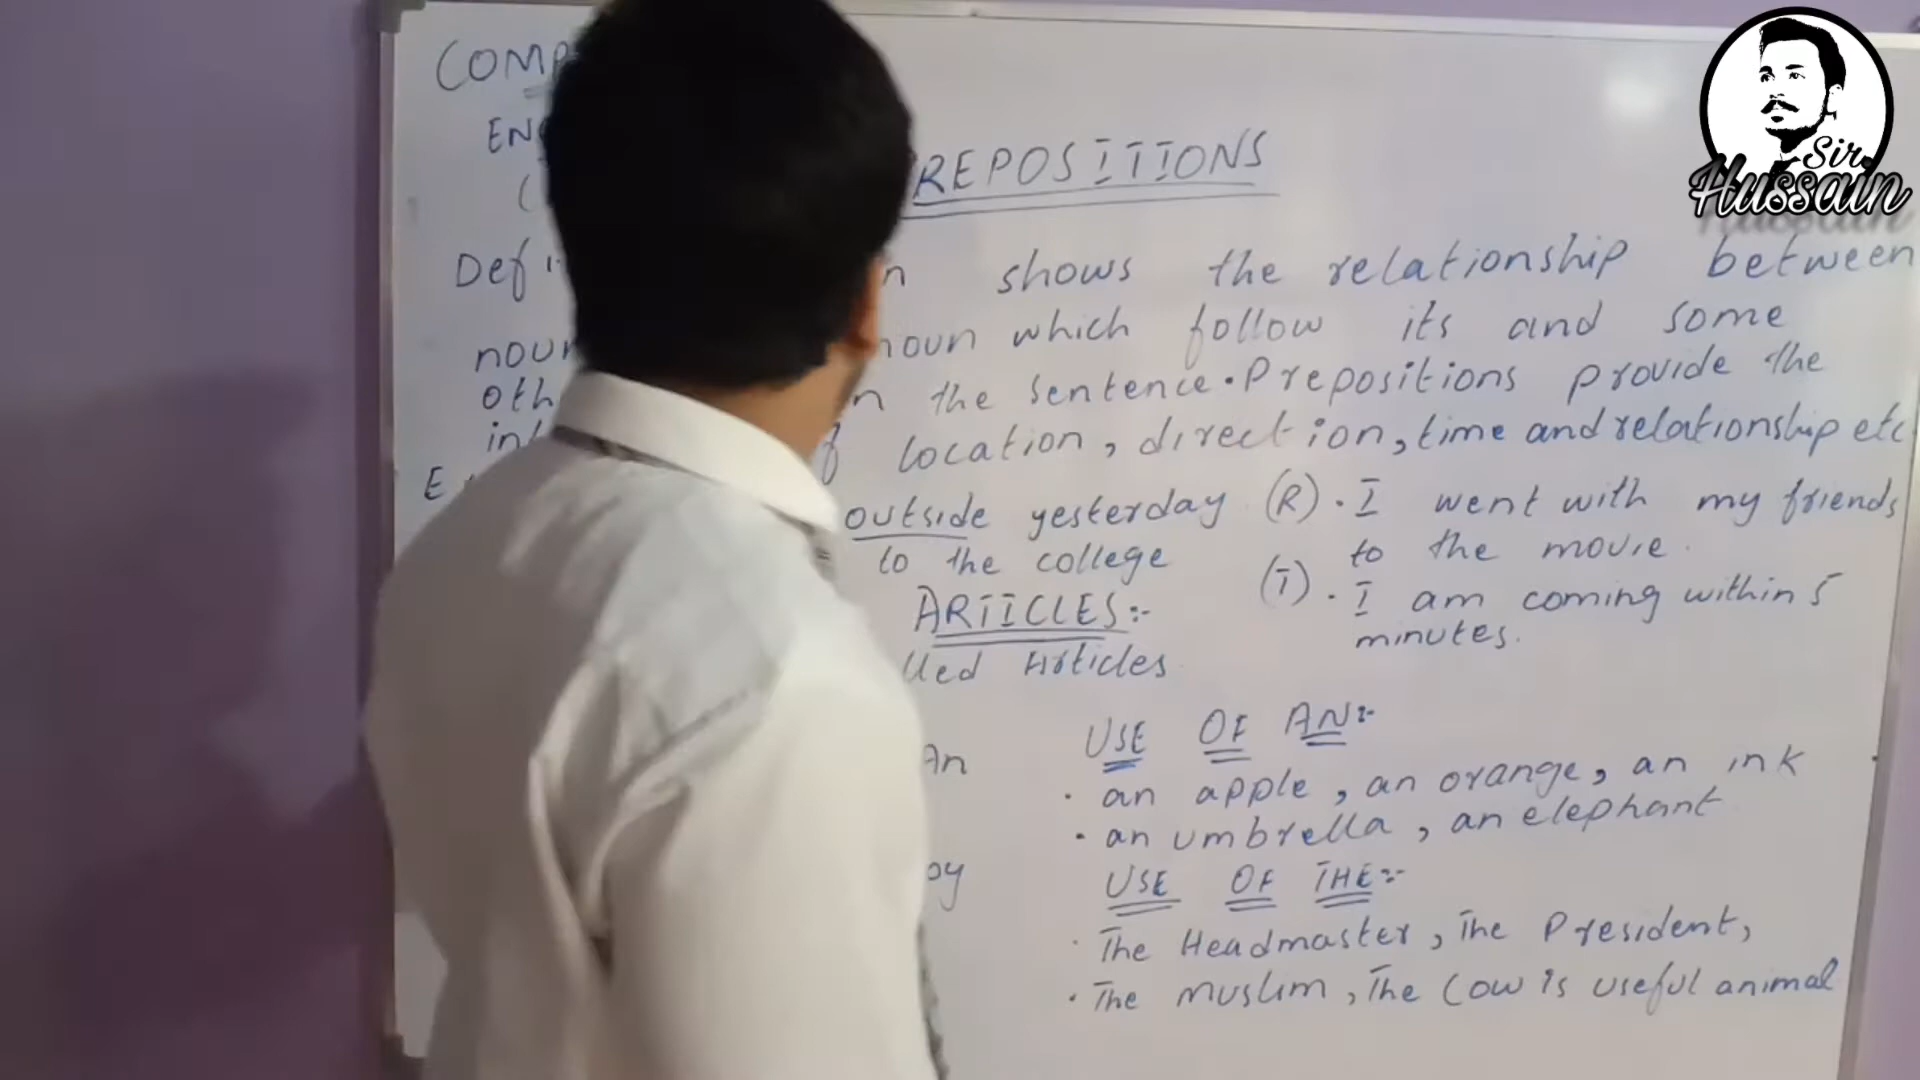 COMP
EN
REPOSITIONS
Def n shows the relationship between
noun noun which follow its and some
oth n the sentence. Prepositions provide the
inf f location, direction, time and relationship etc
E outside yesterday (R). I went with my friends
to the college to the movie.
ARTICLES:- (T). I am coming within 5
minutes.
lled Articles
USE OF AN:-
An
• an apple, an orange, an ink
• an umbrella, an elephant
oy
USE OF THE:-
• The Headmaster, The President,
• The Muslim, The Cow is useful animal
Sir
Hussain